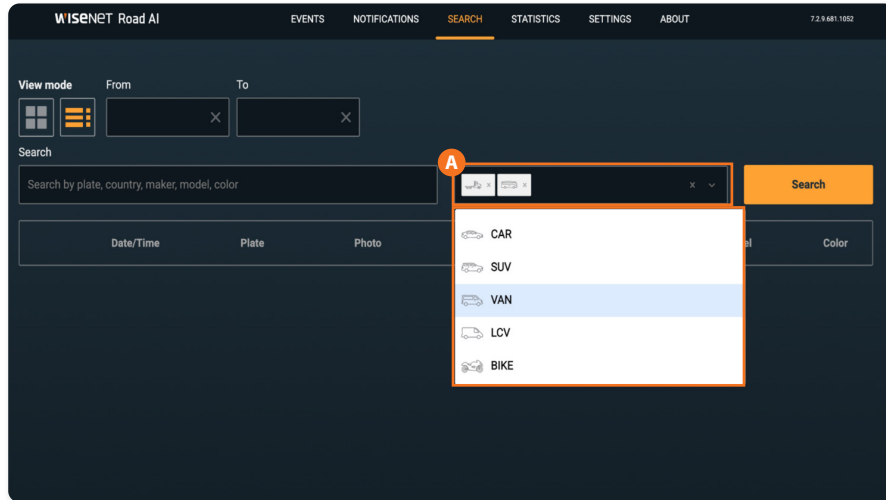 WISENET Road AI
EVENTS
NOTIFICATIONS
SEARCH
STATISTICS
SETTINGS
ABOUT
7.2.9.681.1052
View mode
From
To
Search
A
Search by plate, country, maker, model, color
Search
Date/Time
Plate
Photo
el
Color
CAR
SUV
VAN
LCV
BIKE